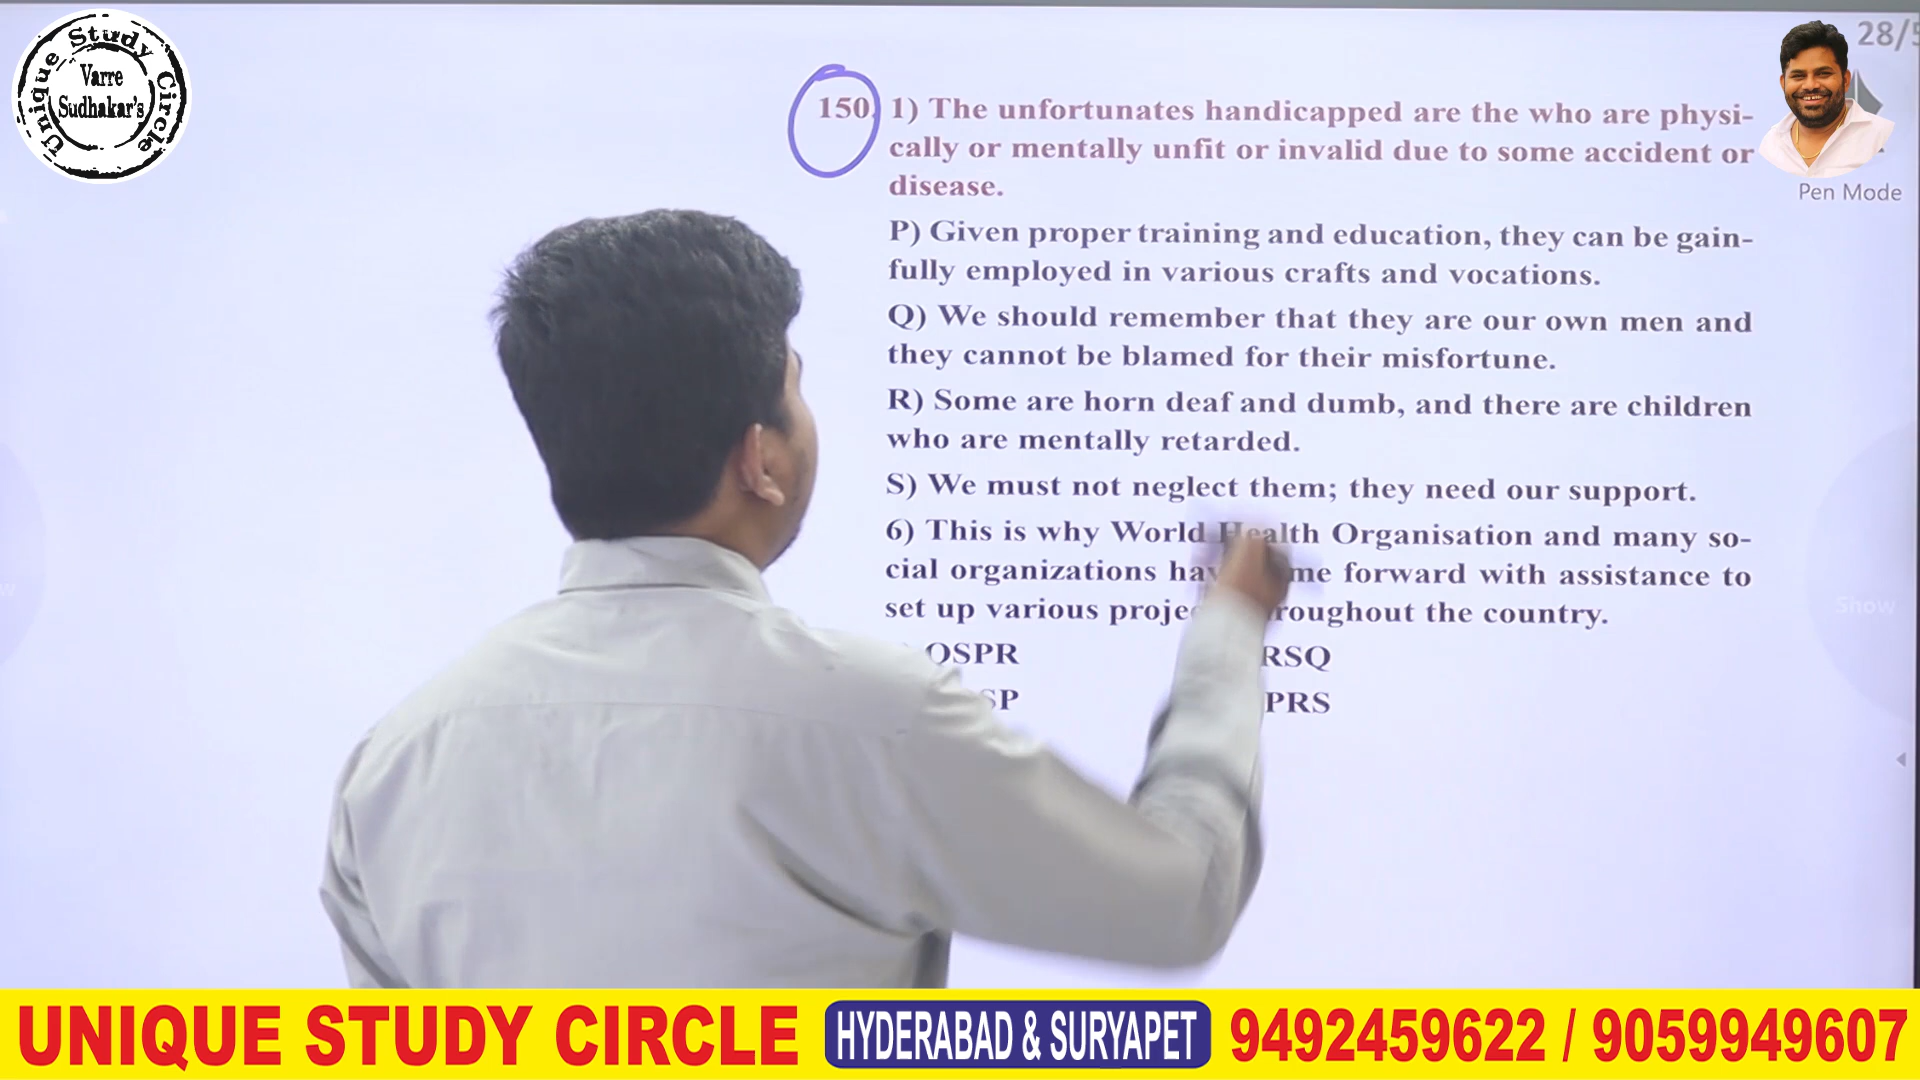 Unique Study Circle
Varre
Sudhakar's
28/5
Pen Mode
150. 1) The unfortunates handicapped are the who are physi-
cally or mentally unfit or invalid due to some accident or
disease.
P) Given proper training and education, they can be gain-
fully employed in various crafts and vocations.
Q) We should remember that they are our own men and
they cannot be blamed for their misfortune.
R) Some are horn deaf and dumb, and there are children
who are mentally retarded.
S) We must not neglect them; they need our support.
6) This is why World Health Organisation and many so-
cial organizations forward with assistance to
set up various the country.
QSPR RSQ
SP PRS
Show
UNIQUE STUDY CIRCLE HYDERABAD & SURYAPET 9492459622 / 9059949607